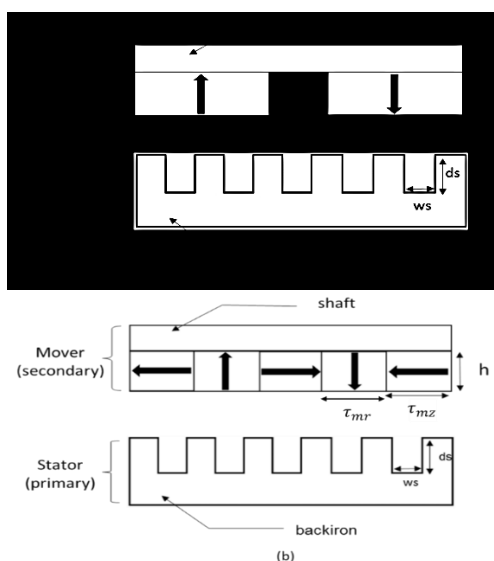 ds
ws
shaft
Mover
(secondary)
h
τmr
τmz
Stator
(primary)
ds
ws
backiron
(b)